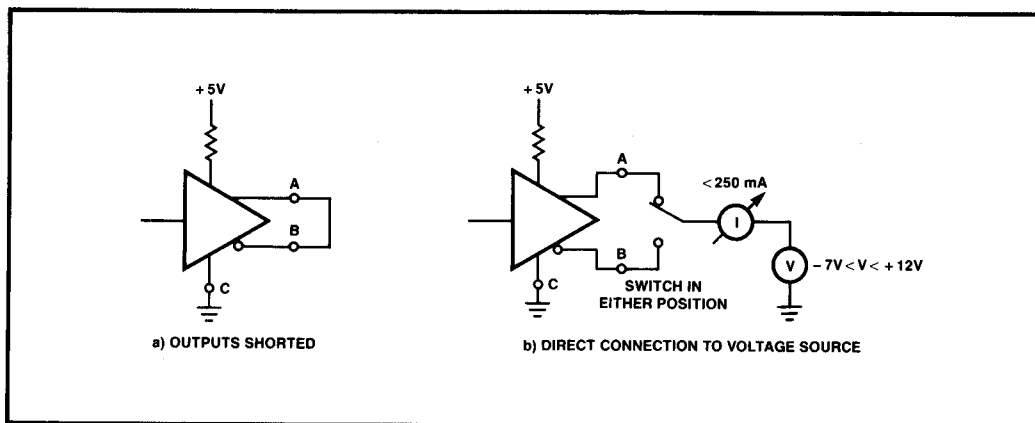 +5V
A
B
C
a) OUTPUTS SHORTED
+5V
A
<250 mA
I
B
V
-7V<V<+12V
C
SWITCH IN
EITHER POSITION
b) DIRECT CONNECTION TO VOLTAGE SOURCE